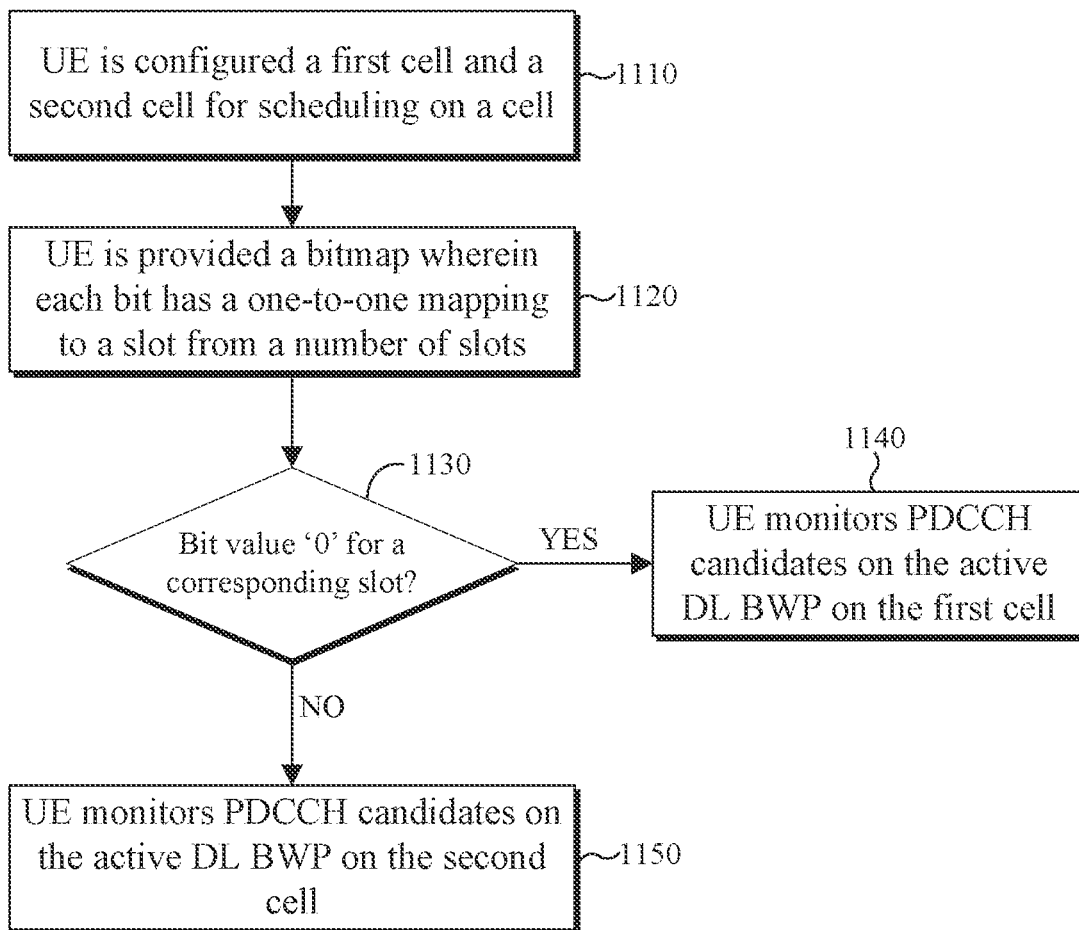 UE is configured a first cell and a
second cell for scheduling on a cell
1110
UE is provided a bitmap wherein
each bit has a one-to-one mapping
to a slot from a number of slots
1120
1130
Bit value ‘0’ for a
corresponding slot?
YES
1140
UE monitors PDCCH
candidates on the active
DL BWP on the first cell
NO
UE monitors PDCCH candidates on
the active DL BWP on the second
cell
1150